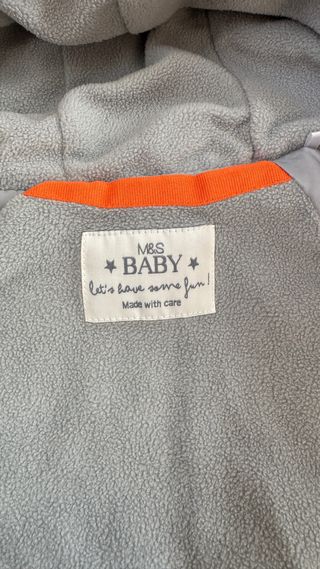 M&S
★ BABY ★
let's have some fun!
Made with care